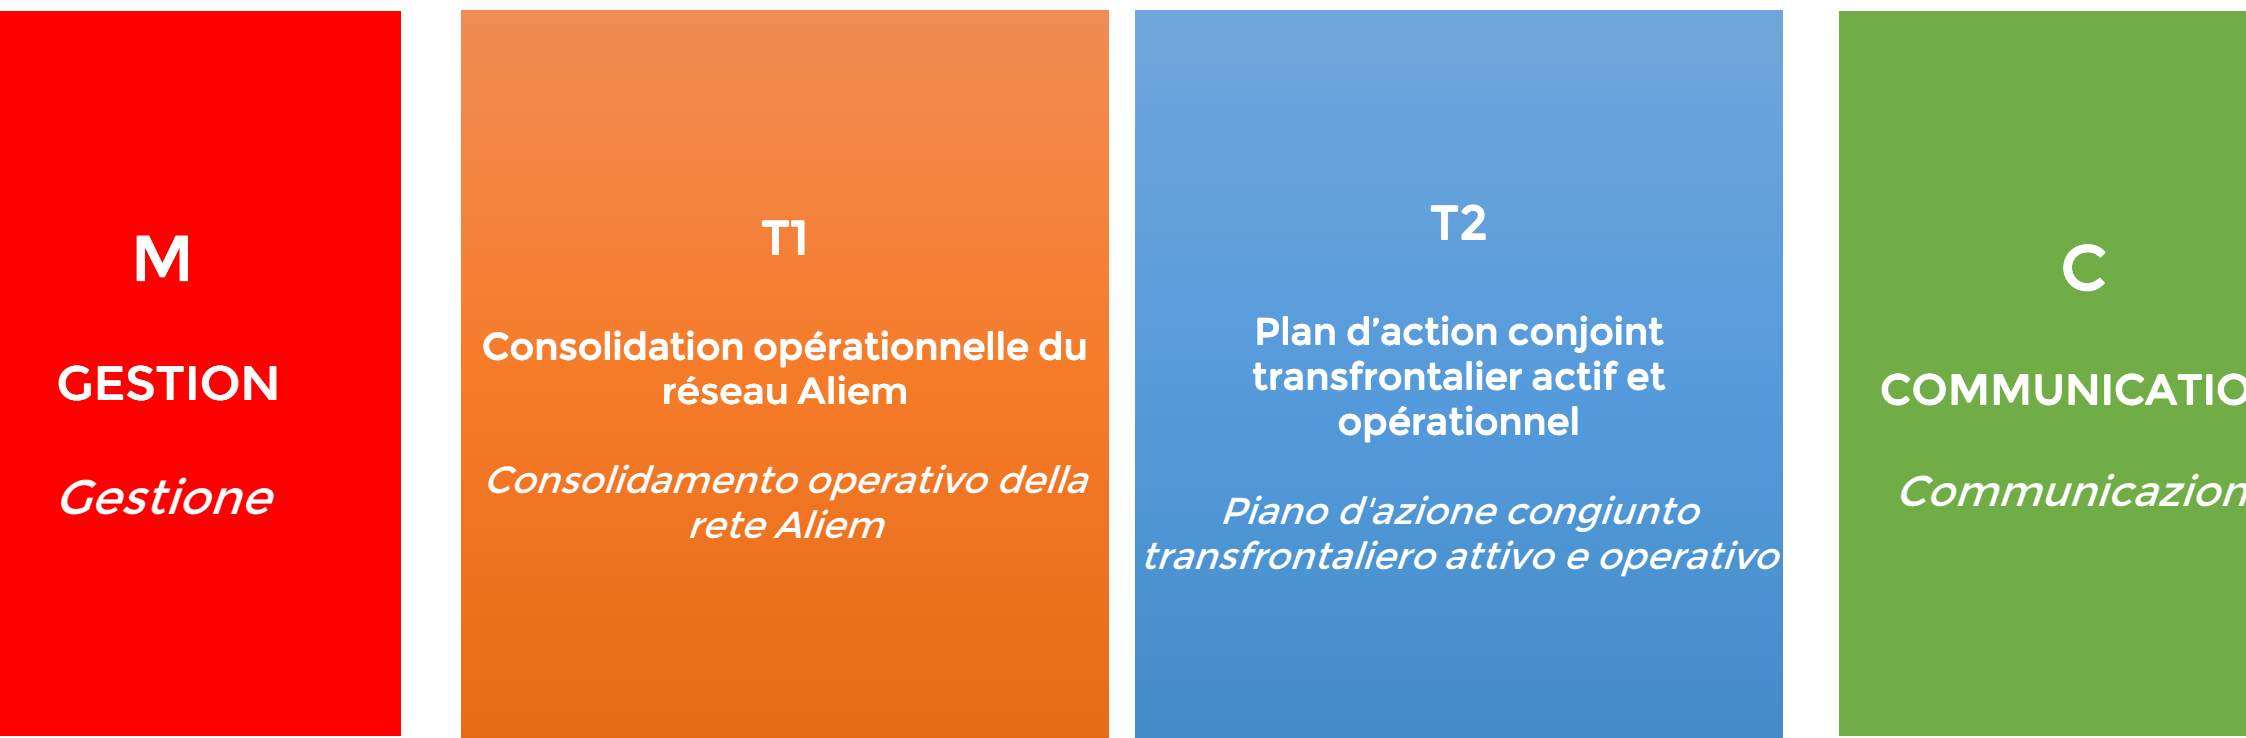 M
GESTION
Gestione
T1
Consolidation opérationnelle du
réseau Aliem
Consolidamento operativo della
rete Aliem
T2
Plan d’action conjoint
transfrontalier actif et
opérationnel
Piano d'azione congiunto
transfrontaliero attivo e operativo
C
COMMUNICATIO
Communicazion